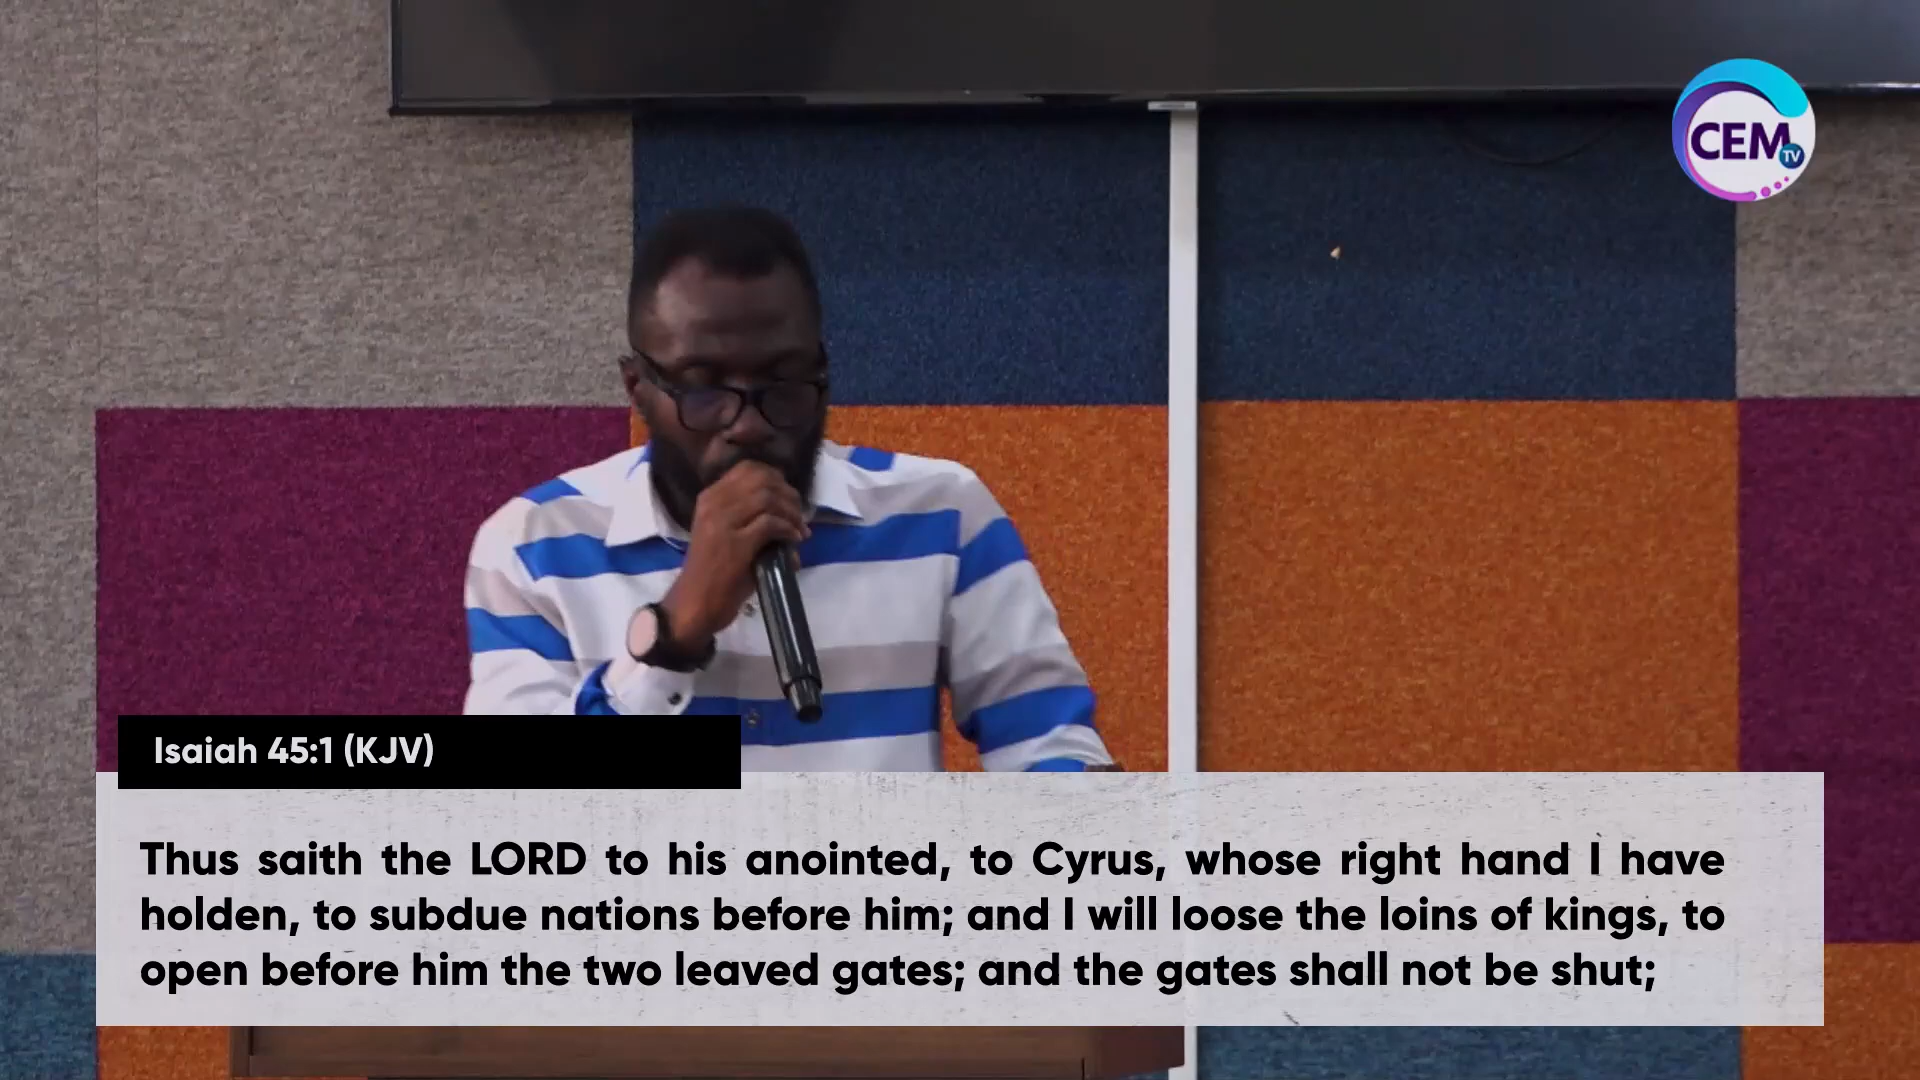 CEM
TV
Isaiah 45:1 (KJV)
Thus saith the LORD to his anointed, to Cyrus, whose right hand I have
holden, to subdue nations before him; and I will loose the loins of kings, to
open before him the two leaved gates; and the gates shall not be shut;